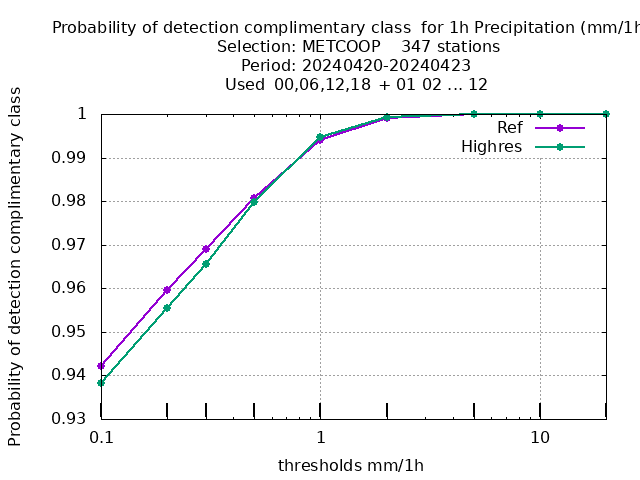 Probability of detection complimentary class  for 1h Precipitation (mm/1h
Selection: METCOOP    347 stations
Period: 20240420-20240423
Used  00,06,12,18  + 01 02 ... 12
Probability of detection complimentary class
1
0.99
0.98
0.97
0.96
0.95
0.94
0.93
Ref
Highres
0.1
1
10
thresholds mm/1h